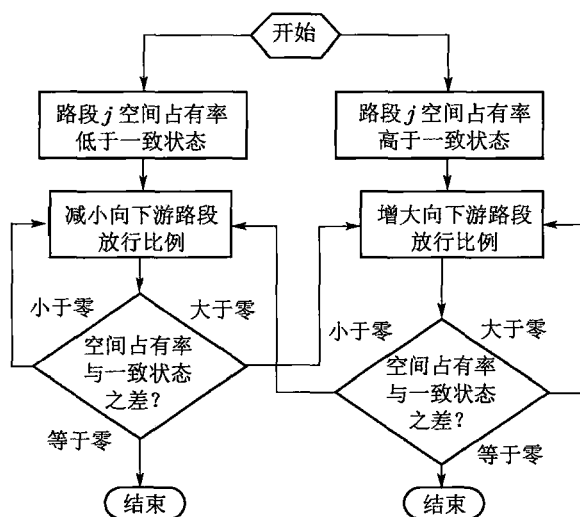 开始
路段j空间占有率
低于一致状态
路段j空间占有率
高于一致状态
减小向下游路段
放行比例
增大向下游路段
放行比例
小于零
大于零
空间占有率
与一致状态
之差?
等于零
小于零
大于零
空间占有率
与一致状态
之差?
等于零
结束
结束